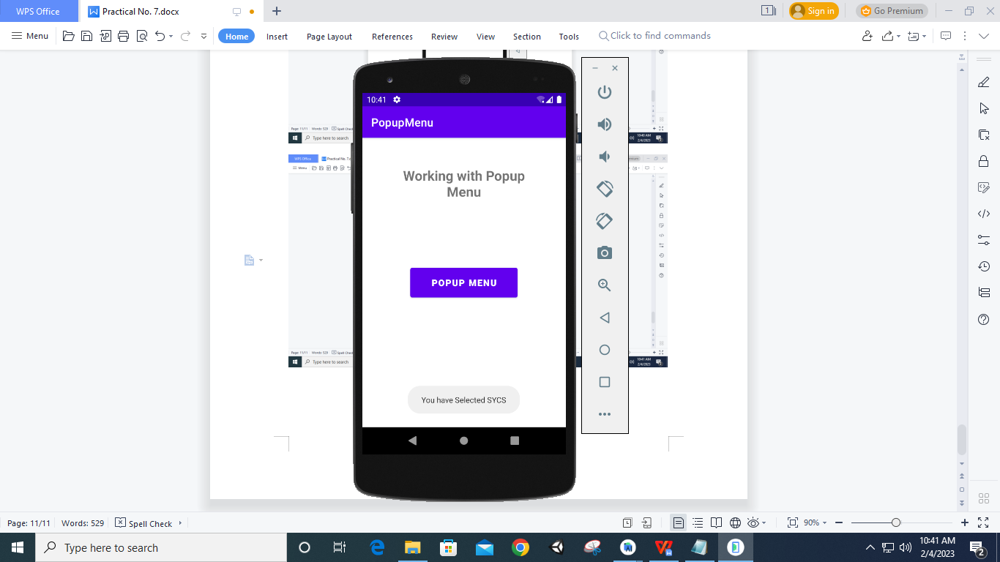 WPS Office
Practical No. 7.docx
1
Sign in
Go Premium
Menu
Home
Insert
Page Layout
References
Review
View
Section
Tools
Click to find commands
Page: 11/11 Words: 529 Spell Check
Type here to search
10:40 AM
2/4/2023
WPS Office
Practical No. 7.
Menu
10:41
PopupMenu
Working with Popup
Menu
POPUP MENU
You have Selected SYCS
Page: 11/11 Words: 529 Spell Check
Type here to search
10:41 AM
2/4/2023
Page: 11/11
Words: 529
Spell Check
90%
Type here to search
10:41 AM
2/4/2023
2